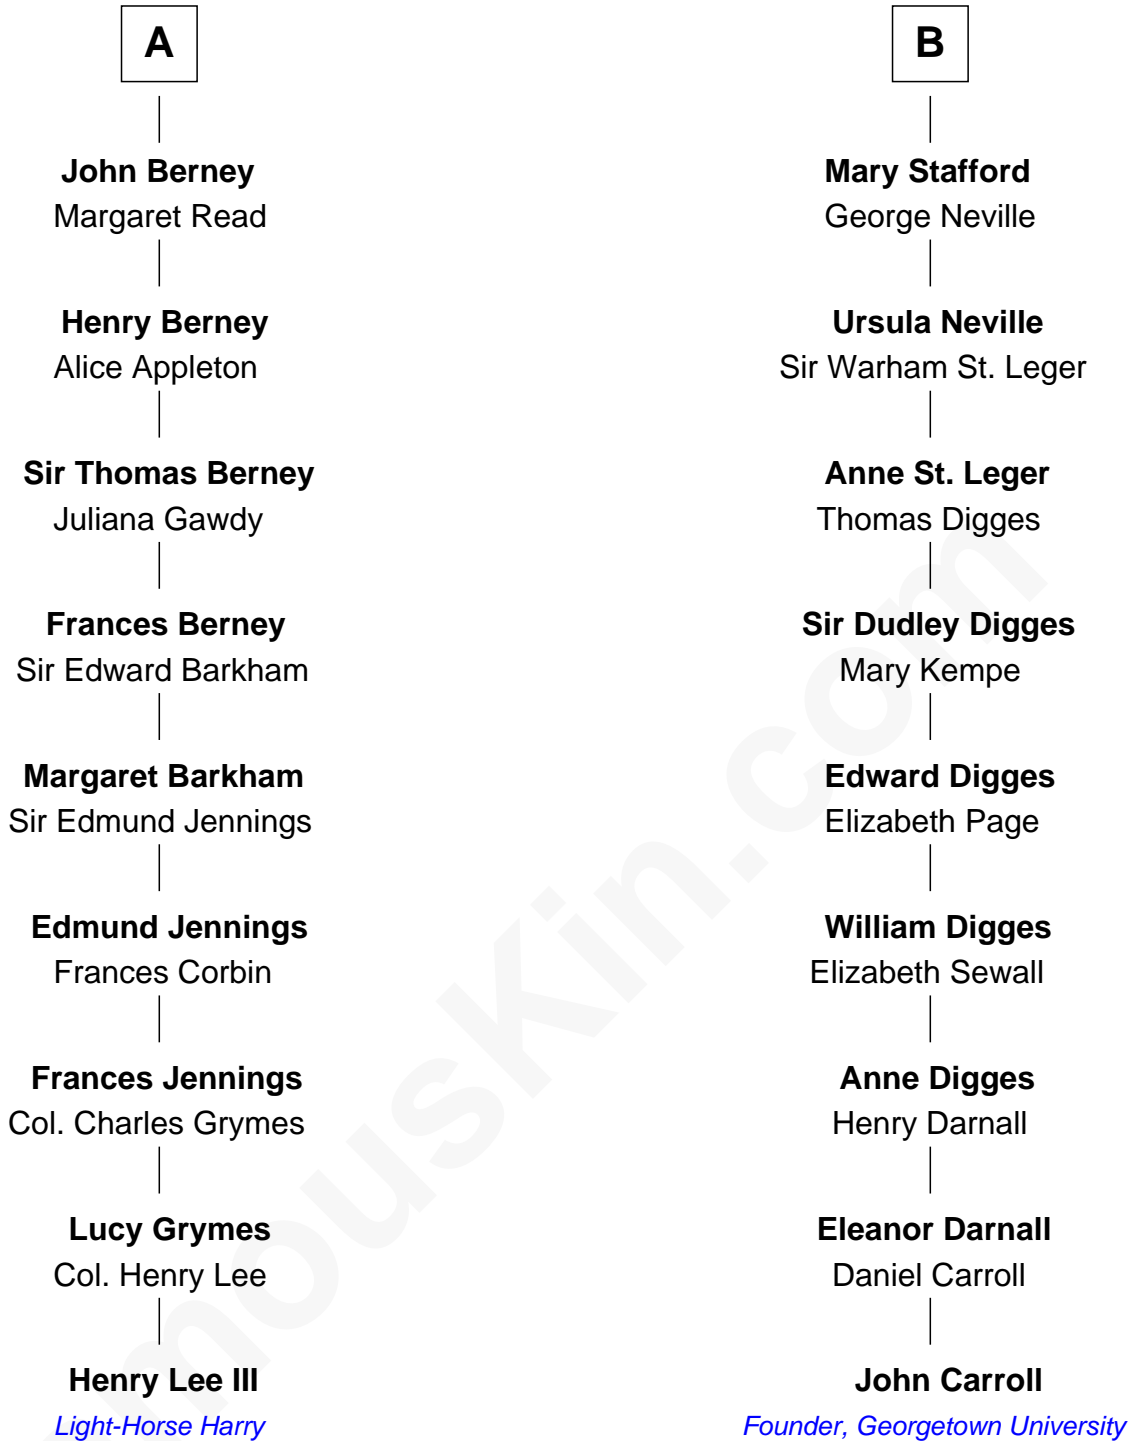 A
John Berney
Margaret Read
Henry Berney
Alice Appleton
Sir Thomas Berney
Juliana Gawdy
Frances Berney
Sir Edward Barkham
Margaret Barkham
Sir Edmund Jennings
Edmund Jennings
Frances Corbin
Frances Jennings
Col. Charles Grymes
Lucy Grymes
Col. Henry Lee
Henry Lee III
Light-Horse Harry
B
Mary Stafford
George Neville
Ursula Neville
Sir Warham St. Leger
Anne St. Leger
Thomas Digges
Sir Dudley Digges
Mary Kempe
Edward Digges
Elizabeth Page
William Digges
Elizabeth Sewall
Anne Digges
Henry Darnall
Eleanor Darnall
Daniel Carroll
John Carroll
Founder, Georgetown University
mousKin.com